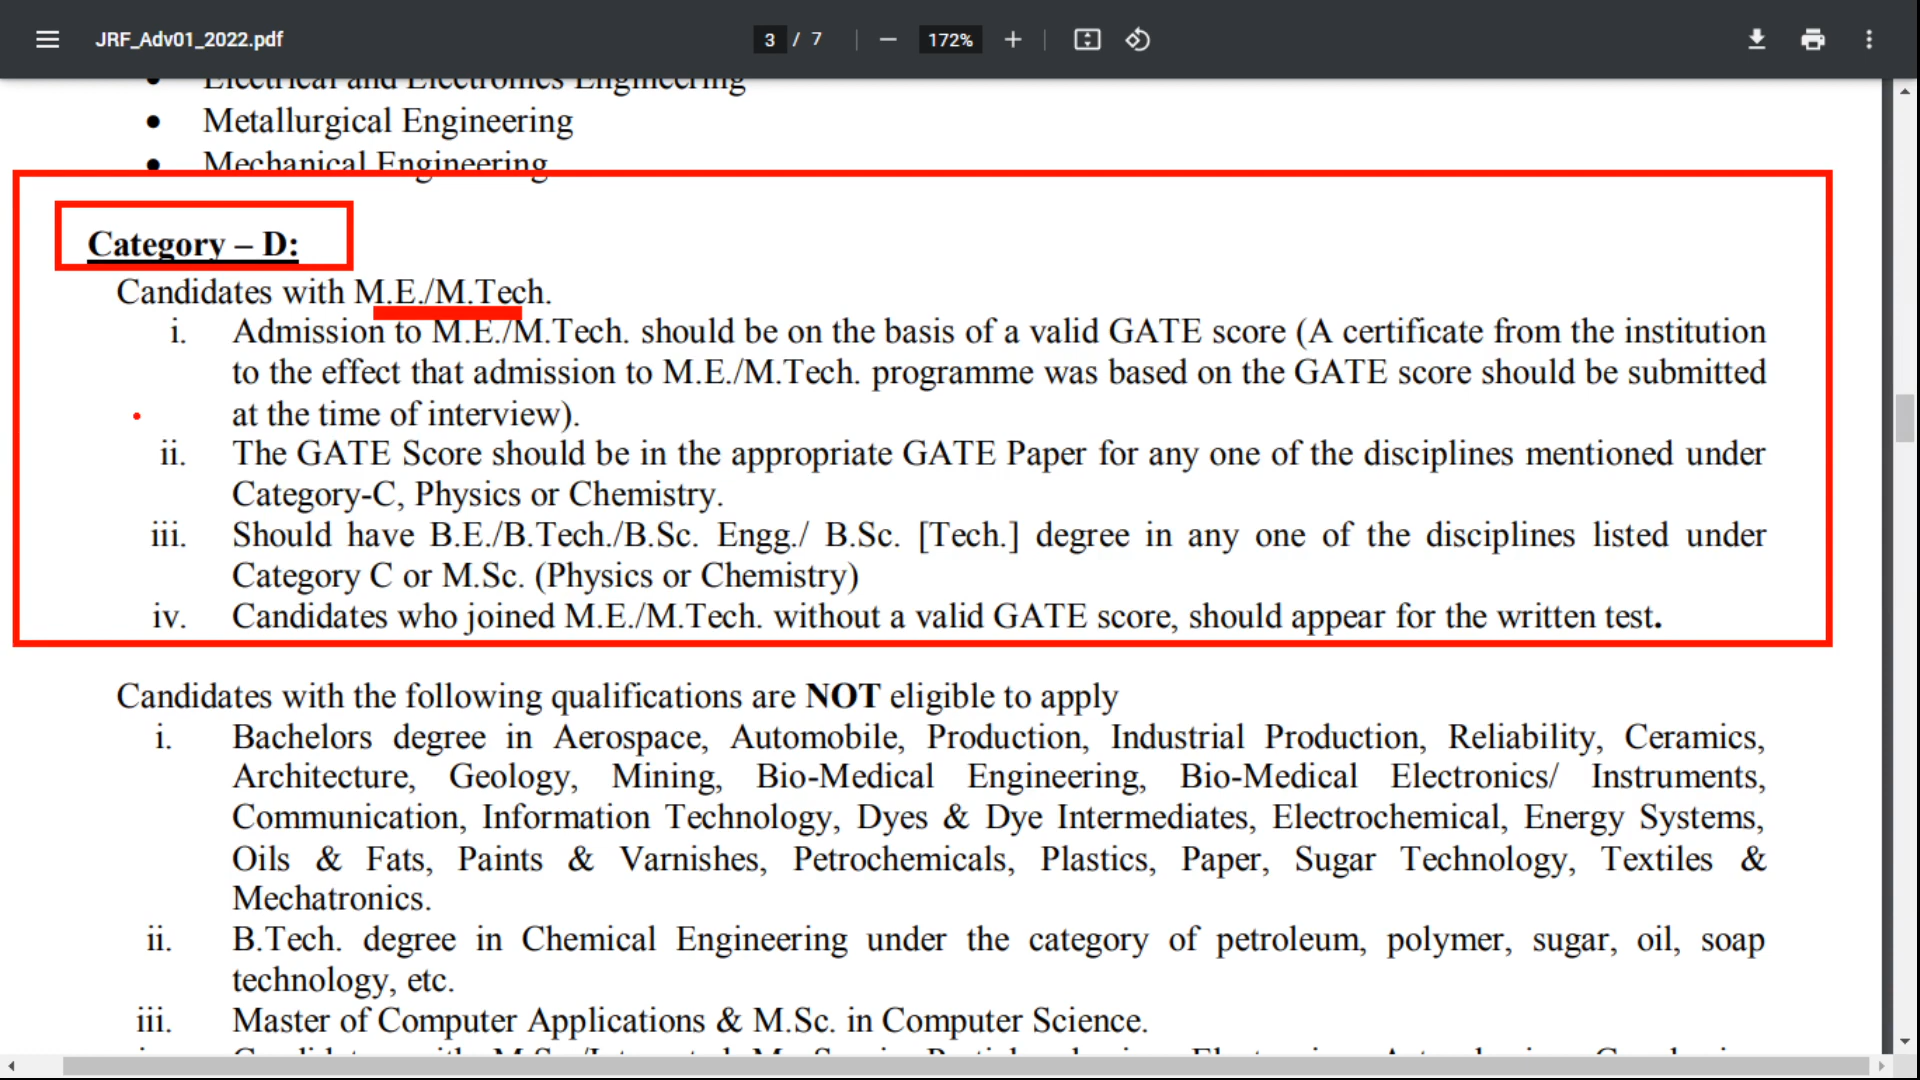 JRF_Adv01_2022.pdf
3 / 7
172%
Electrical and Electronics Engineering
Metallurgical Engineering
Mechanical Engineering
Category – D:
Candidates with M.E./M.Tech.
i. Admission to M.E./M.Tech. should be on the basis of a valid GATE score (A certificate from the institution
to the effect that admission to M.E./M.Tech. programme was based on the GATE score should be submitted
at the time of interview).
ii. The GATE Score should be in the appropriate GATE Paper for any one of the disciplines mentioned under
Category-C, Physics or Chemistry.
iii. Should have B.E./B.Tech./B.Sc. Engg./ B.Sc. [Tech.] degree in any one of the disciplines listed under
Category C or M.Sc. (Physics or Chemistry)
iv. Candidates who joined M.E./M.Tech. without a valid GATE score, should appear for the written test.
Candidates with the following qualifications are NOT eligible to apply
i. Bachelors degree in Aerospace, Automobile, Production, Industrial Production, Reliability, Ceramics,
Architecture, Geology, Mining, Bio-Medical Engineering, Bio-Medical Electronics/ Instruments,
Communication, Information Technology, Dyes & Dye Intermediates, Electrochemical, Energy Systems,
Oils & Fats, Paints & Varnishes, Petrochemicals, Plastics, Paper, Sugar Technology, Textiles &
Mechatronics.
ii. B.Tech. degree in Chemical Engineering under the category of petroleum, polymer, sugar, oil, soap
technology, etc.
iii. Master of Computer Applications & M.Sc. in Computer Science.